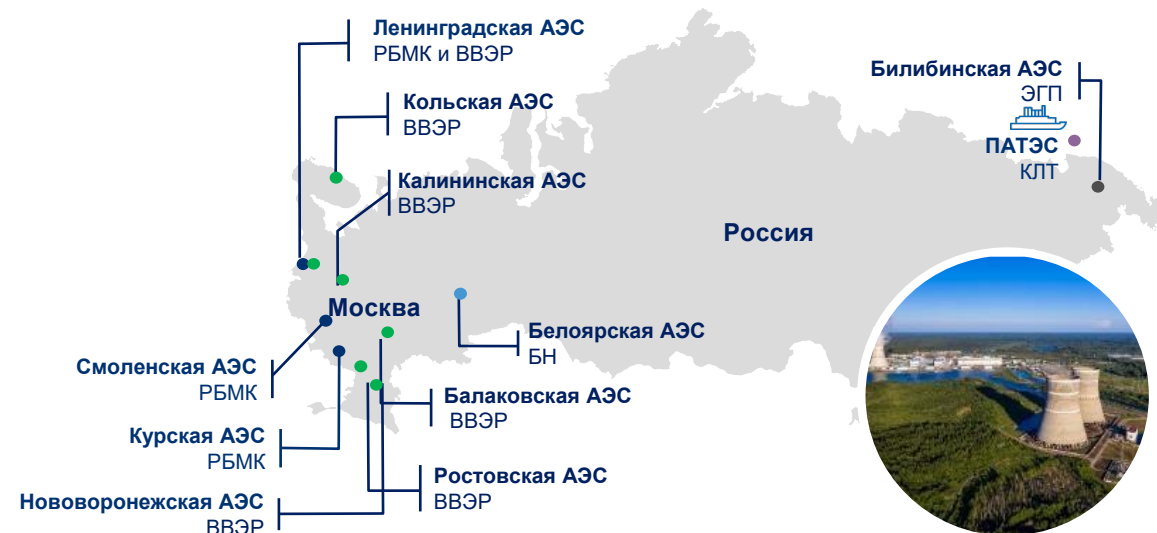 Ленинградская АЭС
РБМК и ВВЭР
Кольская АЭС
ВВЭР
Калининская АЭС
ВВЭР
Билибинская АЭС
ЭГП
ПАТЭС
КЛТ
Россия
Москва
Белоярская АЭС
БН
Смоленская АЭС
РБМК
Балаковская АЭС
ВВЭР
Курская АЭС
РБМК
Ростовская АЭС
ВВЭР
Нововоронежская АЭС
ВВЭР